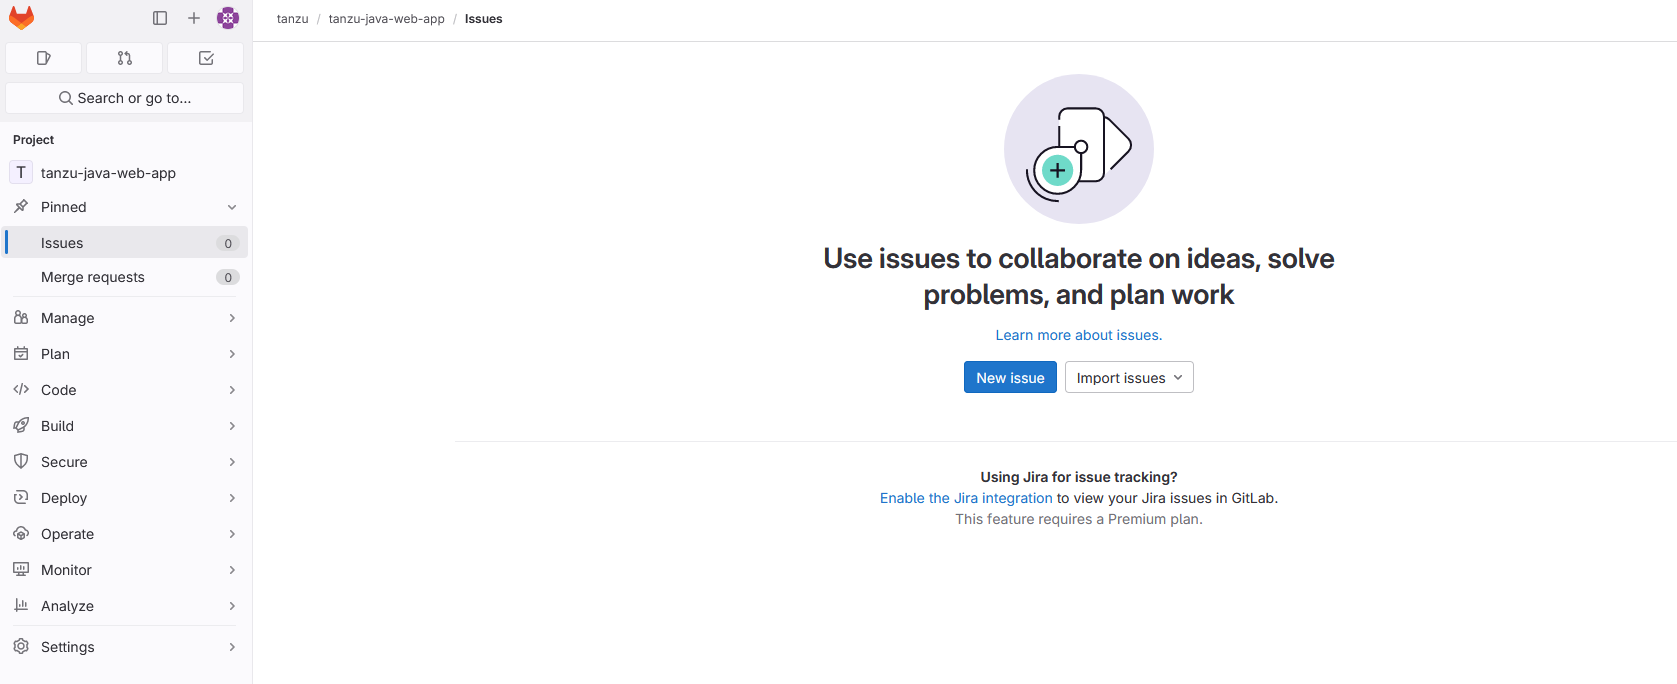 tanzu / tanzu-java-web-app / Issues
Search or go to...
Project
T tanzu-java-web-app
Pinned
Issues 0
Merge requests 0
Manage
Plan
Code
Build
Secure
Deploy
Operate
Monitor
Analyze
Settings
Use issues to collaborate on ideas, solve
problems, and plan work
Learn more about issues.
New issue Import issues
Using Jira for issue tracking?
Enable the Jira integration to view your Jira issues in GitLab.
This feature requires a Premium plan.